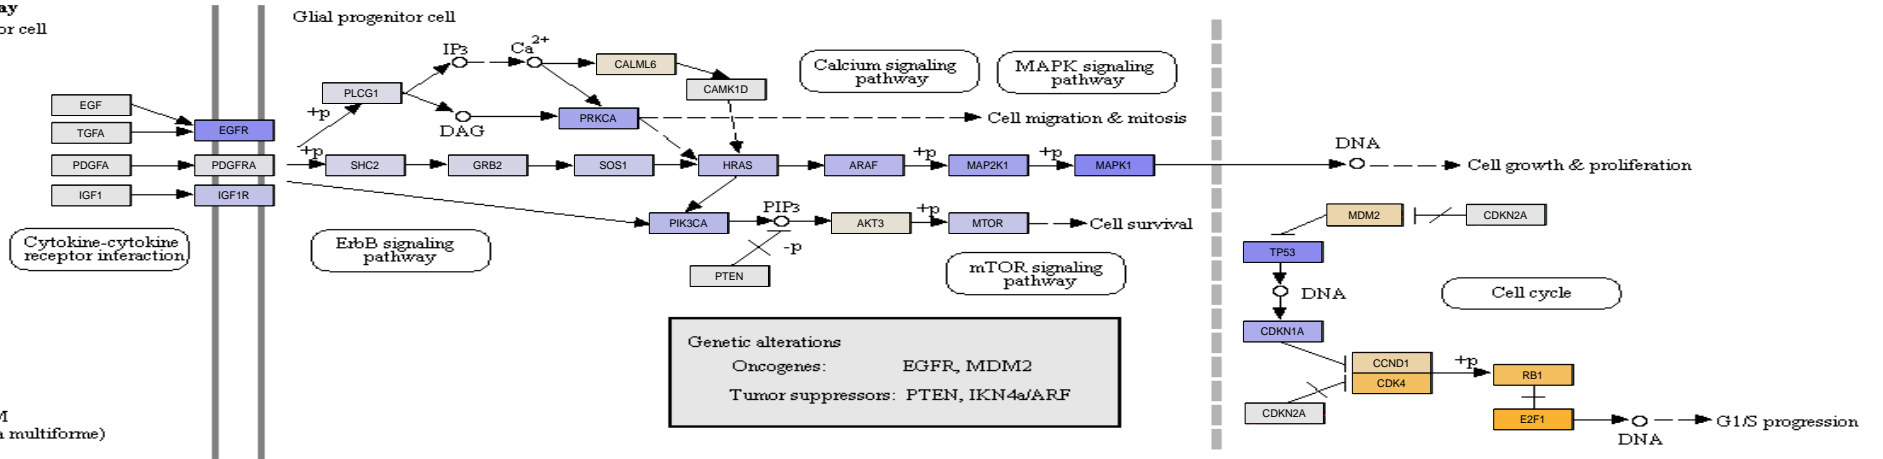 ay
or cell
Glial progenitor cell
EGF
TGFA
PDGFA
IGF1
EGFR
PDGFRA
IGF1R
Cytokine-cytokine
receptor interaction
+p
+p
PLCG1
IP3
Ca2+
DAG
CALML6
CAMK1D
PRKCA
Calcium signaling
pathway
MAPK signaling
pathway
Cell migration & mitosis
SHC2
GRB2
SOS1
HRAS
ARAF
+p
MAP2K1
+p
MAPK1
DNA
Cell growth & proliferation
PIK3CA
PIP3
-p
PTEN
AKT3
+p
MTOR
Cell survival
ErbB signaling
pathway
mTOR signaling
pathway
MDM2
CDKN2A
TP53
DNA
CDKN1A
Cell cycle
CCND1
CDK4
CDKN2A
+p
RB1
E2F1
DNA
G1/S progression
Genetic alterations
Oncogenes: EGFR, MDM2
Tumor suppressors: PTEN, IKN4a/ARF
M
a multiforme)